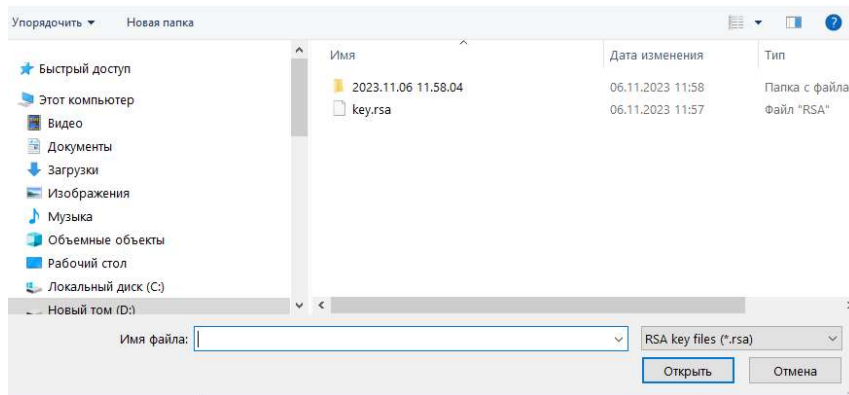 Упорядочить Новая папка
Быстрый доступ
Этот компьютер
Видео
Документы
Загрузки
Изображения
Музыка
Объемные объекты
Рабочий стол
Локальный диск (C:)
Новый том (D:)
Имя Дата изменения Тип
2023.11.06 11.58.04 06.11.2023 11:58 Папка с файла
key.rsa 06.11.2023 11:57 Файл "RSA"
Имя файла: RSA key files (*.rsa)
Открыть Отмена